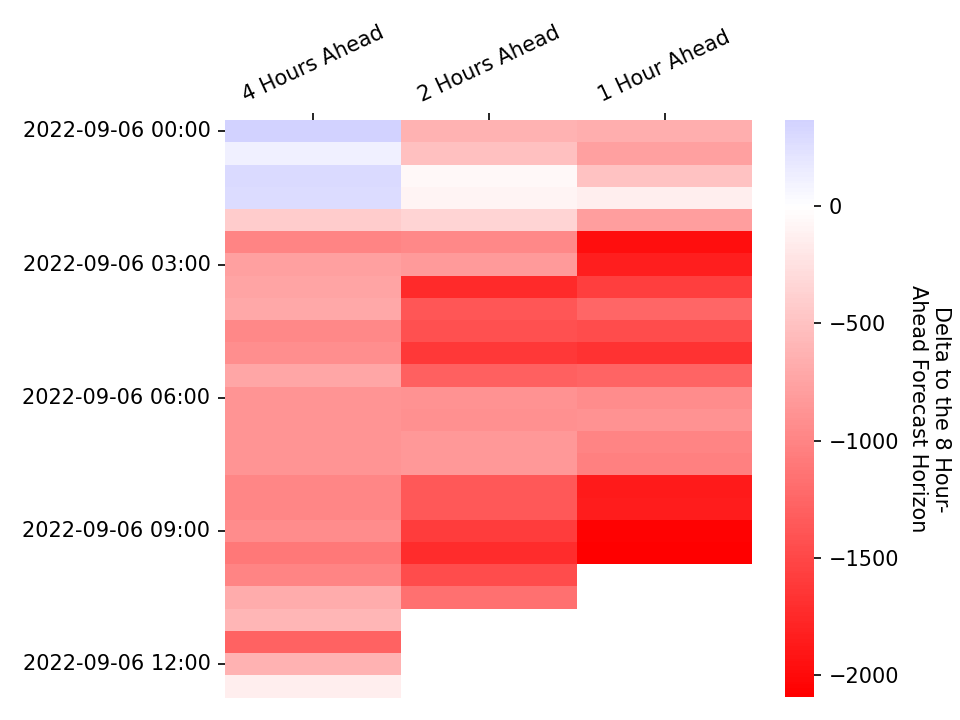 4 Hours Ahead
2 Hours Ahead
1 Hour Ahead
2022-09-06 00:00
2022-09-06 03:00
2022-09-06 06:00
2022-09-06 09:00
2022-09-06 12:00
0
−500
−1000
−1500
−2000
Delta to the 8 Hour-
Ahead Forecast Horizon